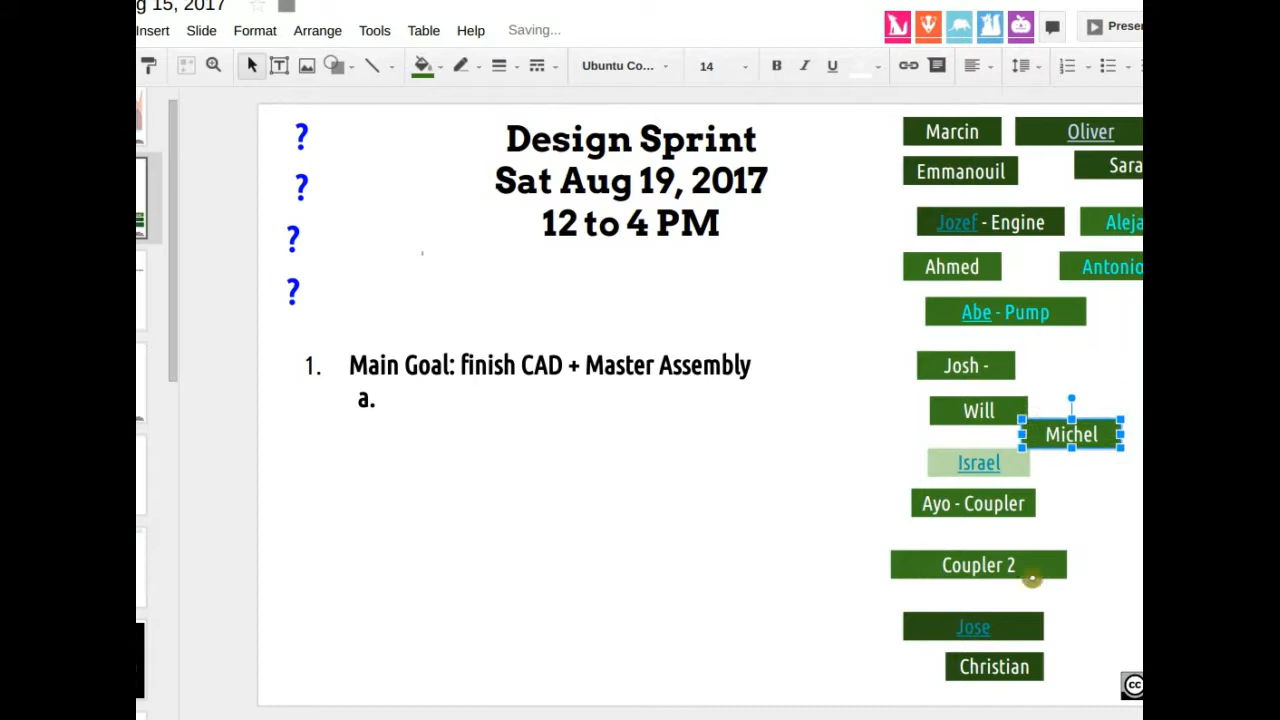 g 15, 2017
Insert Slide Format Arrange Tools Table Help Saving...
Ubuntu Co... 14 B I U
?
?
?
?
Design Sprint
Sat Aug 19, 2017
12 to 4 PM
1. Main Goal: finish CAD + Master Assembly
a.
Marcin Oliver
Emmanouil Sara
Jozef - Engine
Ahmed Antonio
Abe - Pump
Josh -
Will
Michel
Israel
Ayo - Coupler
Coupler 2
Jose
Christian
cc